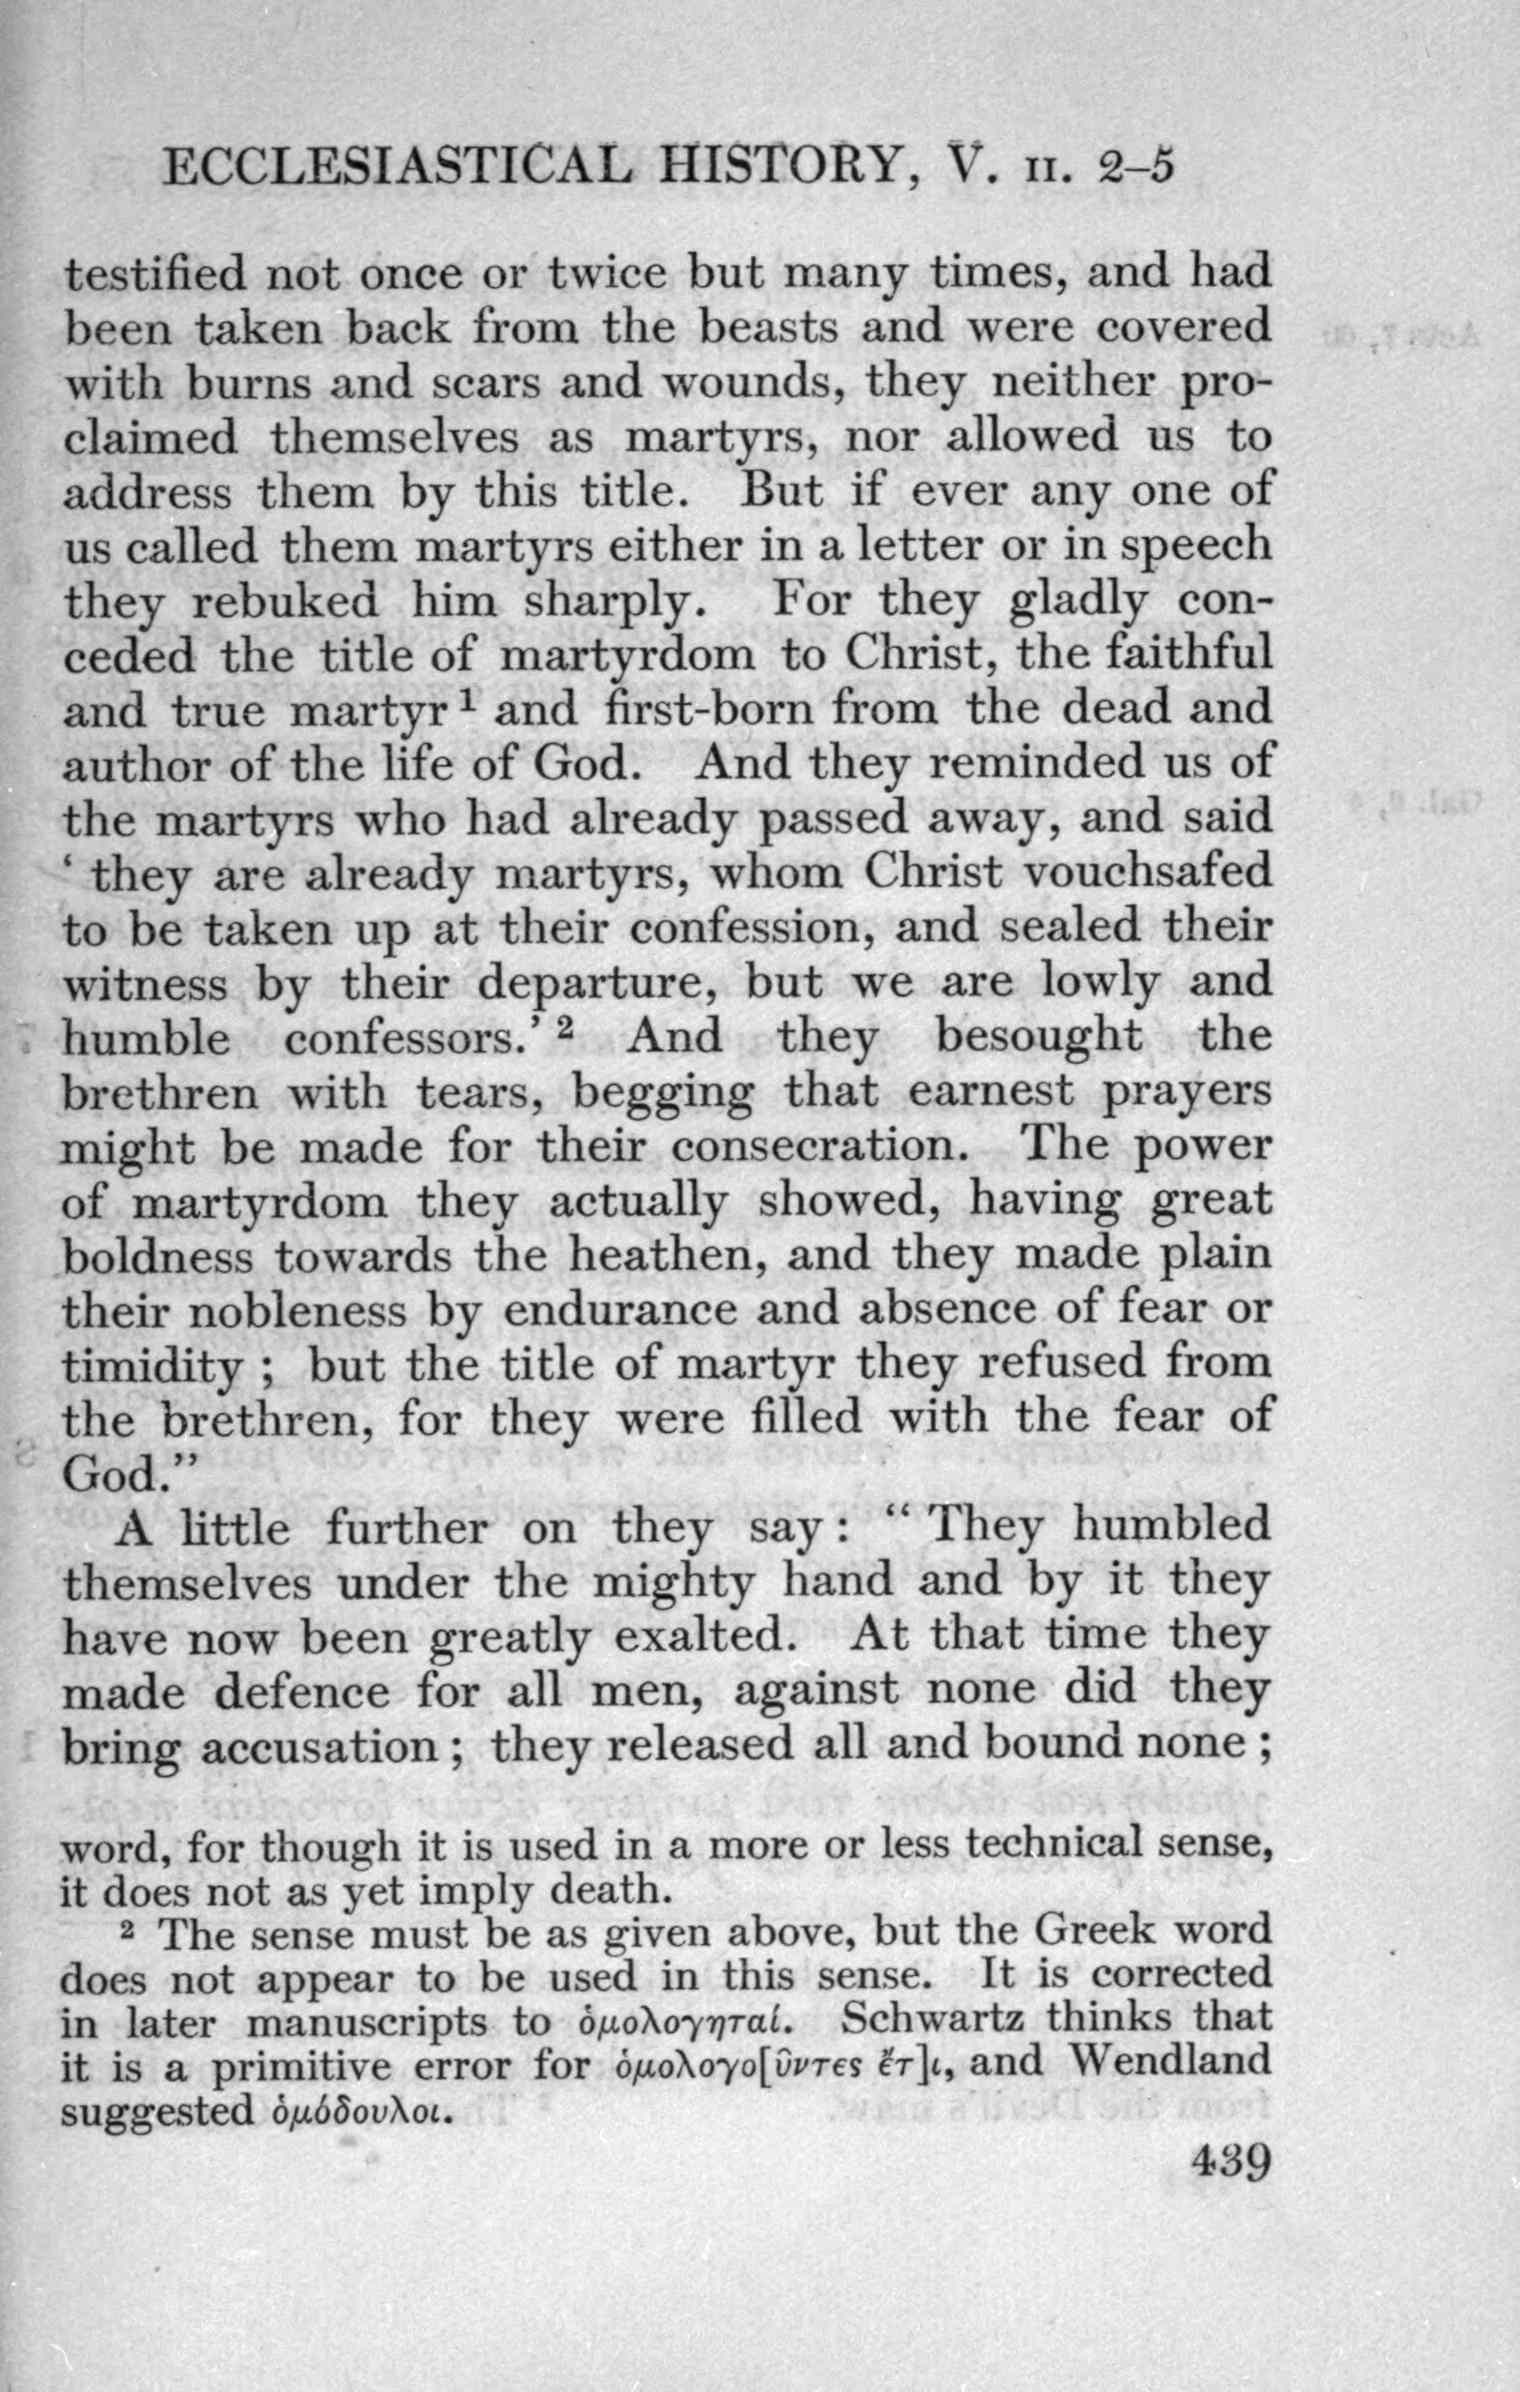 ECCLESIASTICAL HISTORY, V. II. 2–5
testified not once or twice but many times, and had
been taken back from the beasts and were covered
with burns and scars and wounds, they neither pro-
claimed themselves as martyrs, nor allowed us to
address them by this title. But if ever any one of
us called them martyrs either in a letter or in speech
they rebuked him sharply. For they gladly con-
ceded the title of martyrdom to Christ, the faithful
and true martyr¹ and first-born from the dead and
author of the life of God. And they reminded us of
the martyrs who had already passed away, and said
‘ they are already martyrs, whom Christ vouchsafed
to be taken up at their confession, and sealed their
witness by their departure, but we are lowly and
humble confessors.’ ² And they besought the
brethren with tears, begging that earnest prayers
might be made for their consecration. The power
of martyrdom they actually showed, having great
boldness towards the heathen, and they made plain
their nobleness by endurance and absence of fear or
timidity ; but the title of martyr they refused from
the brethren, for they were filled with the fear of
God.”
A little further on they say : “ They humbled
themselves under the mighty hand and by it they
have now been greatly exalted. At that time they
made defence for all men, against none did they
bring accusation ; they released all and bound none ;
word, for though it is used in a more or less technical sense,
it does not as yet imply death.
² The sense must be as given above, but the Greek word
does not appear to be used in this sense. It is corrected
in later manuscripts to ὁμολογηταί. Schwartz thinks that
it is a primitive error for ὁμολογο[ῦντες ἔτ]ι, and Wendland
suggested ὁμόδουλοι.
439